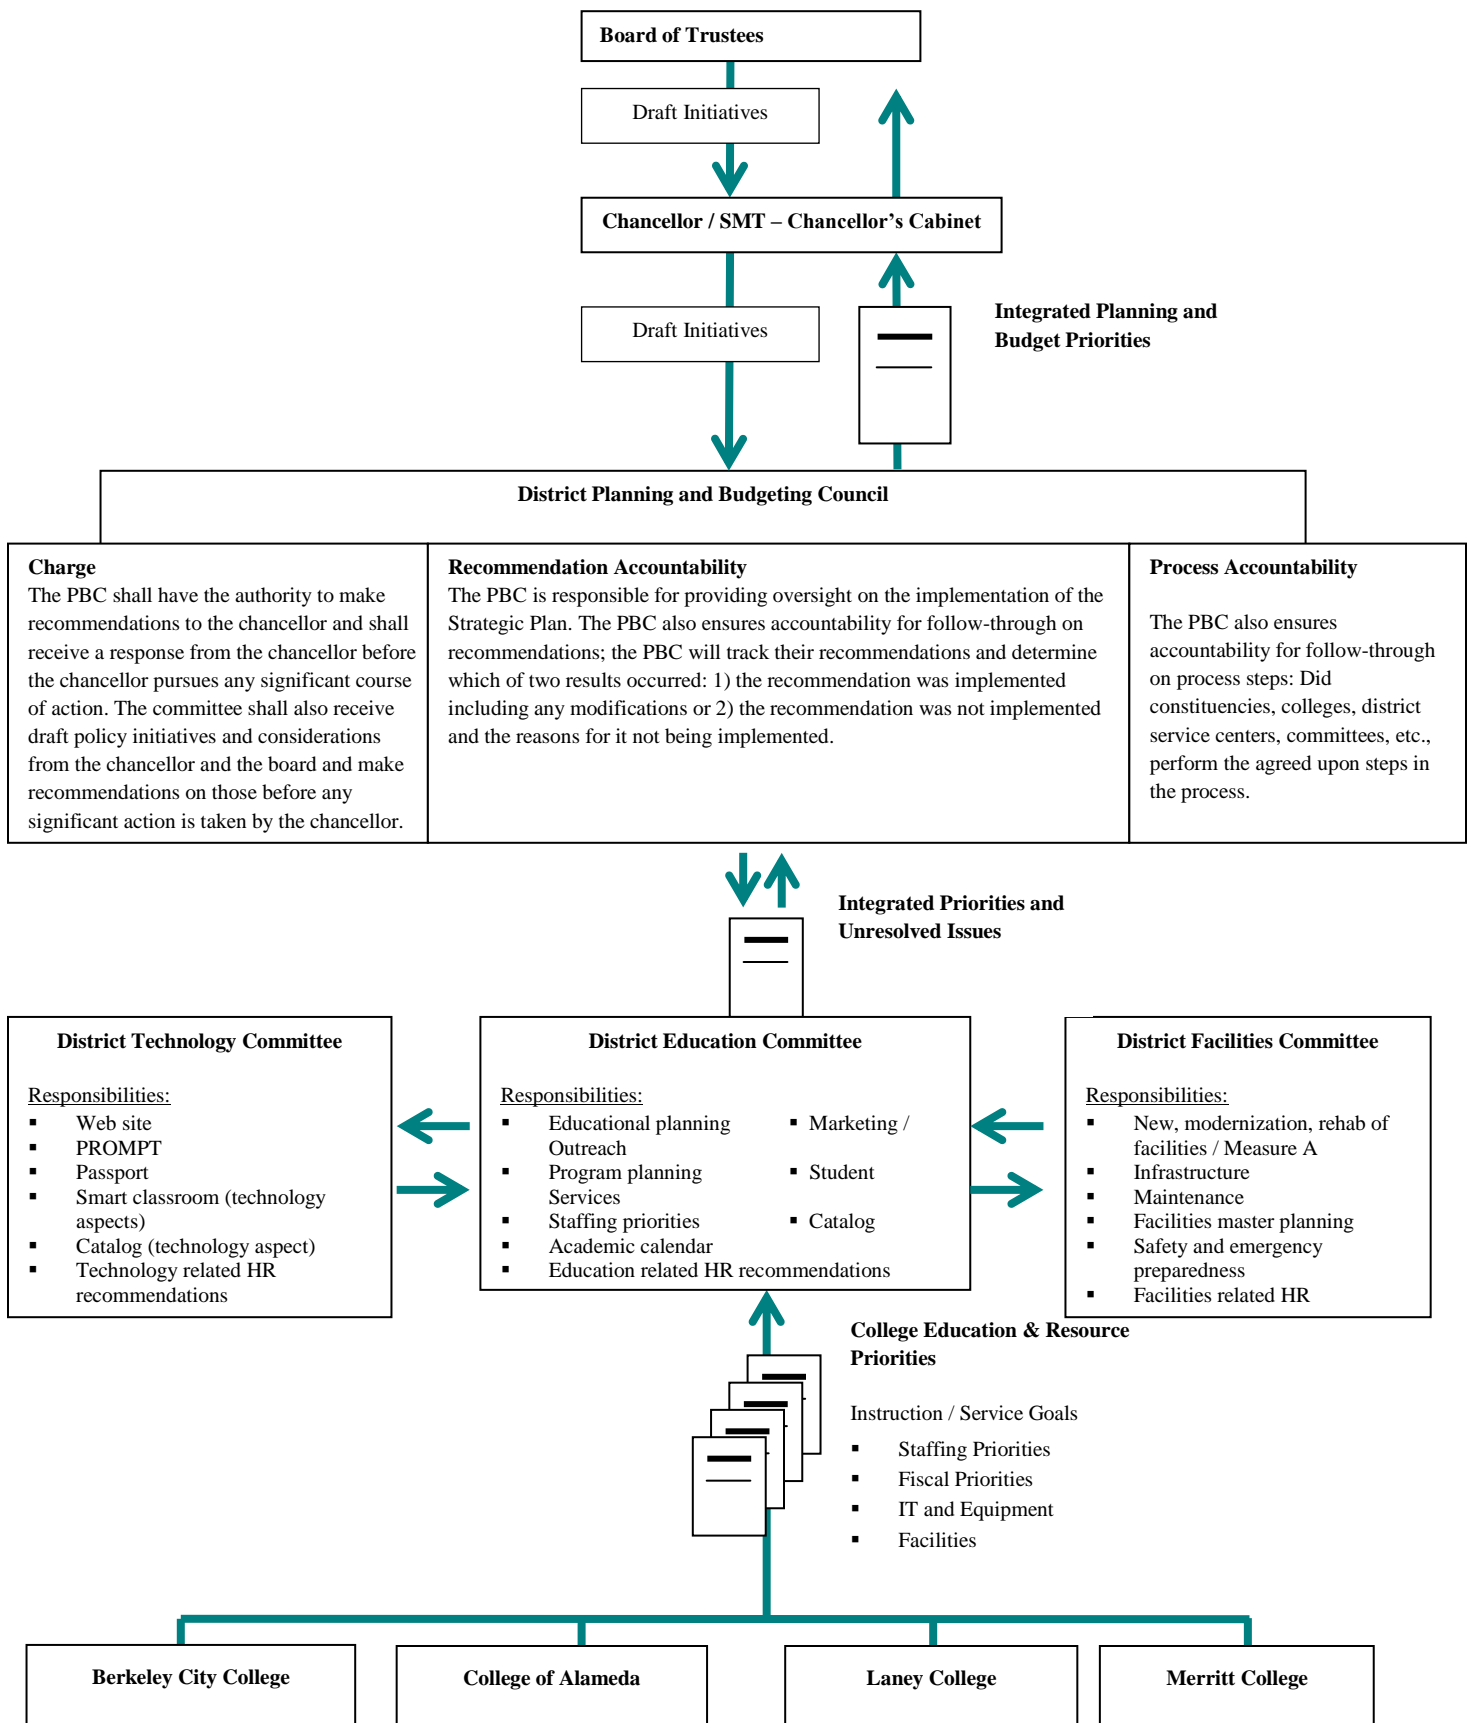 Board of Trustees
Draft Initiatives
Chancellor / SMT – Chancellor’s Cabinet
Integrated Planning and
Budget Priorities
Draft Initiatives
District Planning and Budgeting Council
Charge
The PBC shall have the authority to make
recommendations to the chancellor and shall
receive a response from the chancellor before
the chancellor pursues any significant course
of action. The committee shall also receive
draft policy initiatives and considerations
from the chancellor and the board and make
recommendations on those before any
significant action is taken by the chancellor.
Recommendation Accountability
The PBC is responsible for providing oversight on the implementation of the
Strategic Plan. The PBC also ensures accountability for follow-through on
recommendations; the PBC will track their recommendations and determine
which of two results occurred: 1) the recommendation was implemented
including any modifications or 2) the recommendation was not implemented
and the reasons for it not being implemented.
Process Accountability
The PBC also ensures
accountability for follow-through
on process steps: Did
constituencies, colleges, district
service centers, committees, etc.,
perform the agreed upon steps in
the process.
Integrated Priorities and
Unresolved Issues
District Technology Committee
Responsibilities:
▪ Web site
▪ PROMPT
▪ Passport
▪ Smart classroom (technology
aspects)
▪ Catalog (technology aspect)
▪ Technology related HR
recommendations
District Education Committee
Responsibilities:
▪ Educational planning ▪ Marketing /
Outreach
▪ Program planning ▪ Student
Services
▪ Staffing priorities ▪ Catalog
▪ Academic calendar
▪ Education related HR recommendations
District Facilities Committee
Responsibilities:
▪ New, modernization, rehab of
facilities / Measure A
▪ Infrastructure
▪ Maintenance
▪ Facilities master planning
▪ Safety and emergency
preparedness
▪ Facilities related HR
College Education & Resource
Priorities
Instruction / Service Goals
▪ Staffing Priorities
▪ Fiscal Priorities
▪ IT and Equipment
▪ Facilities
Berkeley City College
College of Alameda
Laney College
Merritt College